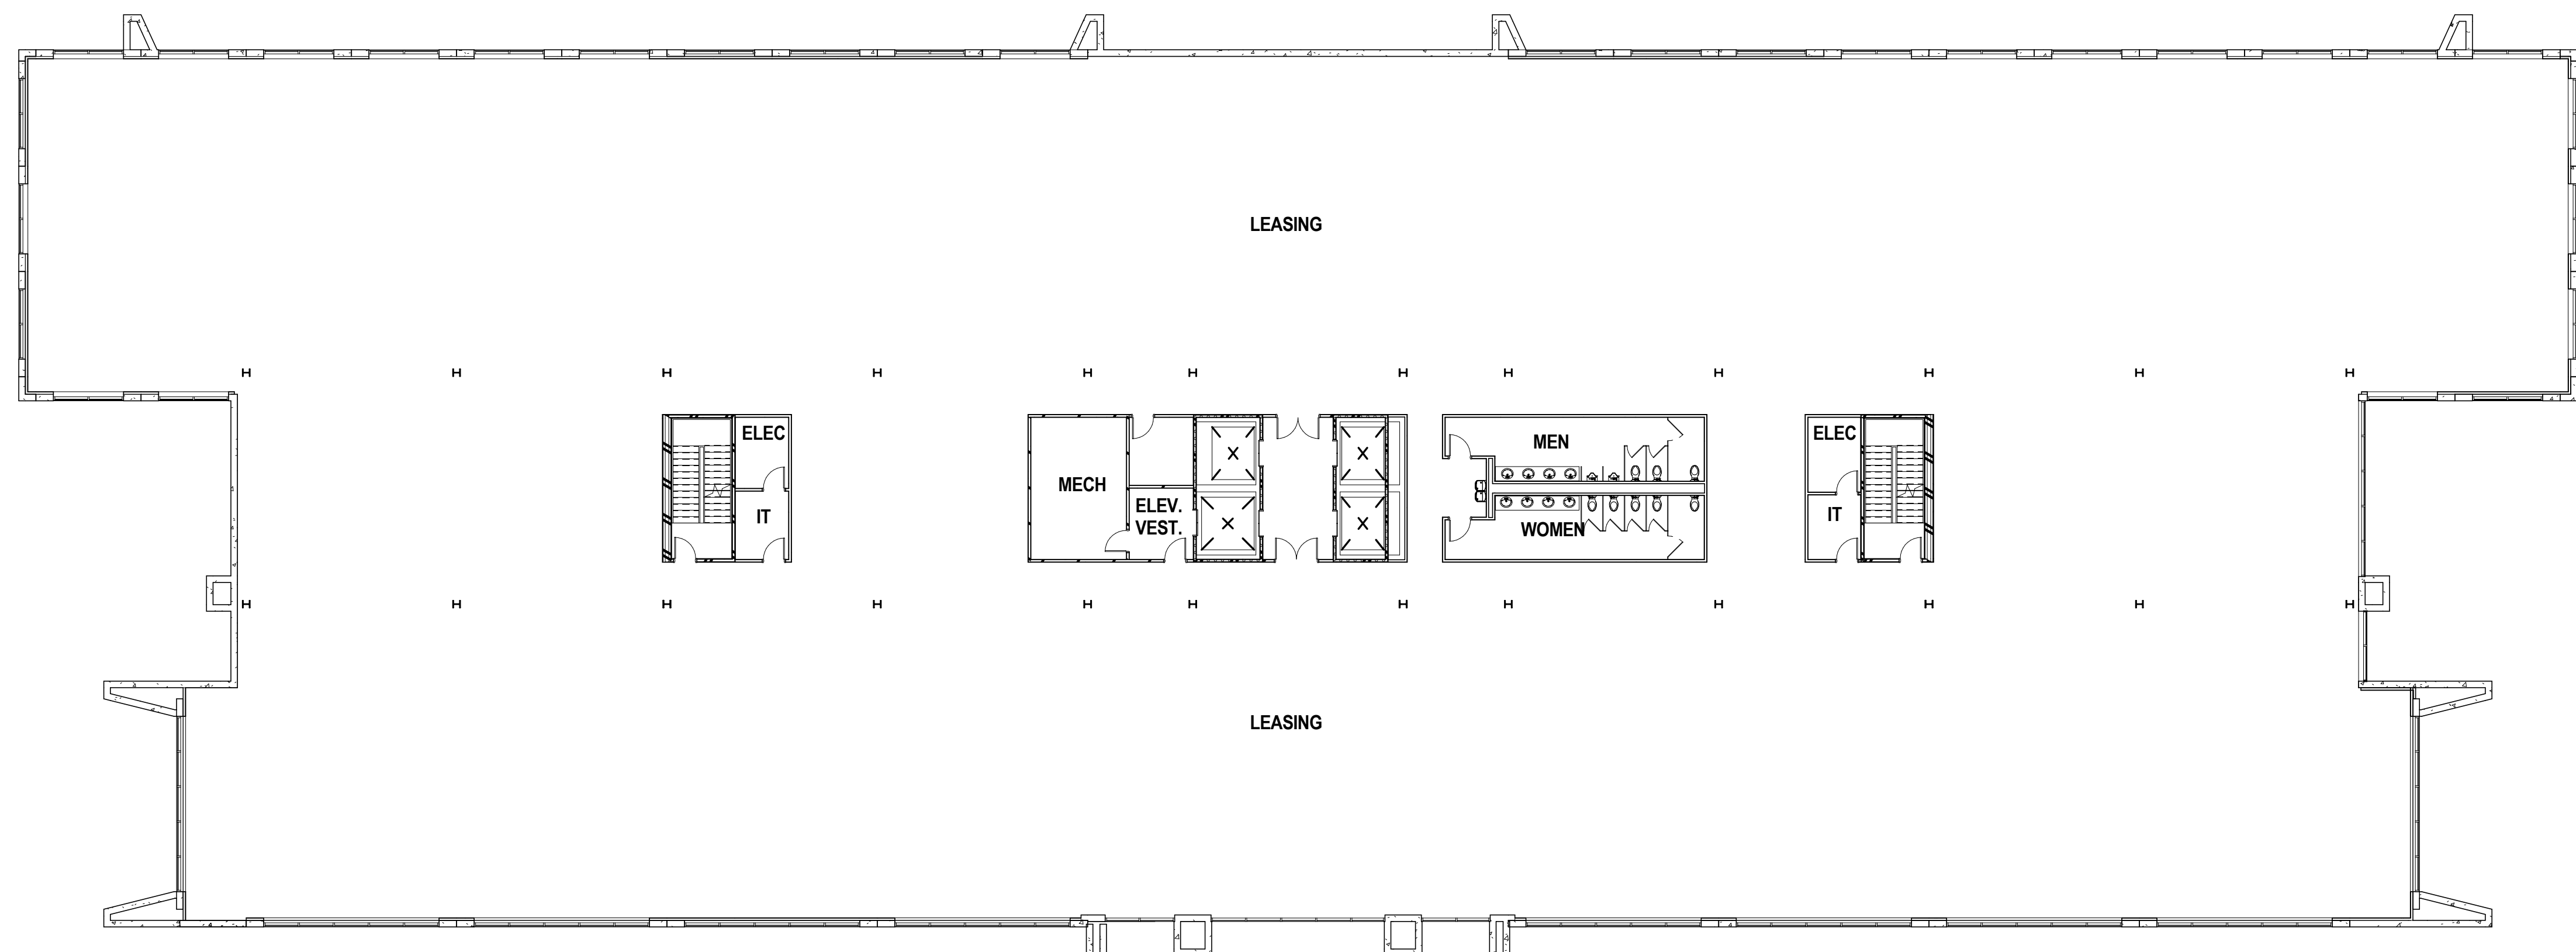 LEASING
ELEC
MECH
ELEV.
VEST.
IT
MEN
WOMEN
ELEC
IT
LEASING